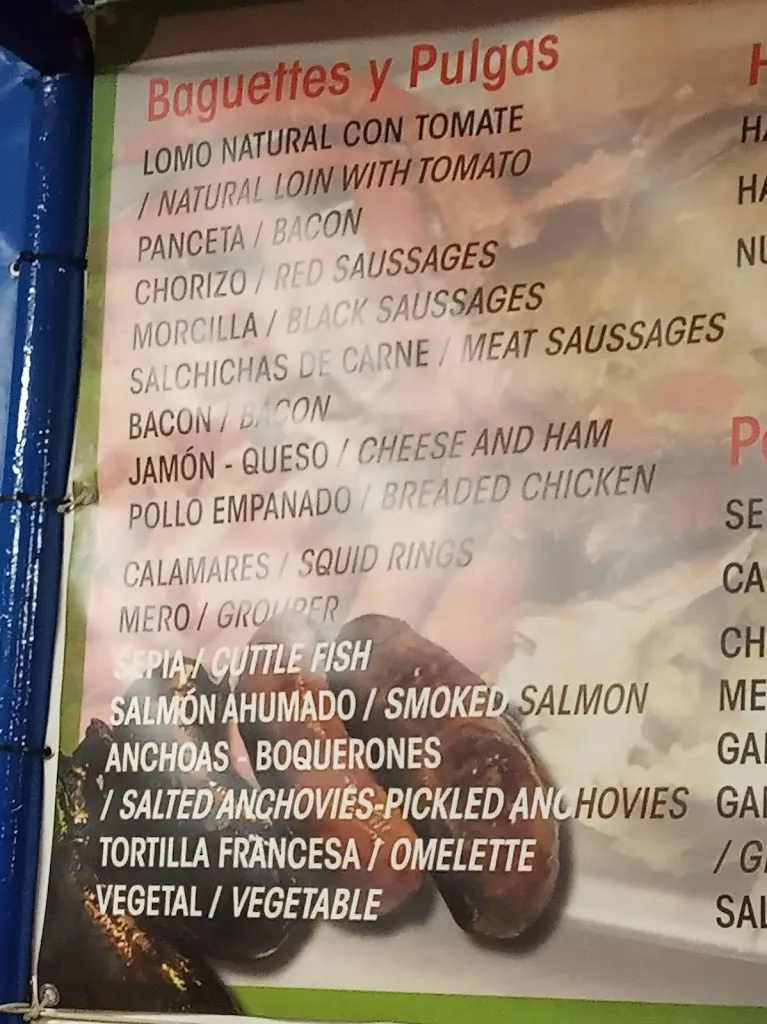 Baguettes y Pulgas
LOMO NATURAL CON TOMATE
/ NATURAL LOIN WITH TOMATO
PANCETA / BACON
CHORIZO / RED SAUSSAGES
MORCILLA / BLACK SAUSSAGES
SALCHICHAS DE CARNE / MEAT SAUSSAGES
BACON / BACON
JAMÓN - QUESO / CHEESE AND HAM
POLLO EMPANADO / BREADED CHICKEN
CALAMARES / SQUID RINGS
MERO / GROUPER
SEPIA / CUTTLE FISH
SALMÓN AHUMADO / SMOKED SALMON
ANCHOAS - BOQUERONES
/ SALTED ANCHOVIES-PICKLED ANCHOVIES
TORTILLA FRANCESA / OMELETTE
VEGETAL / VEGETABLE